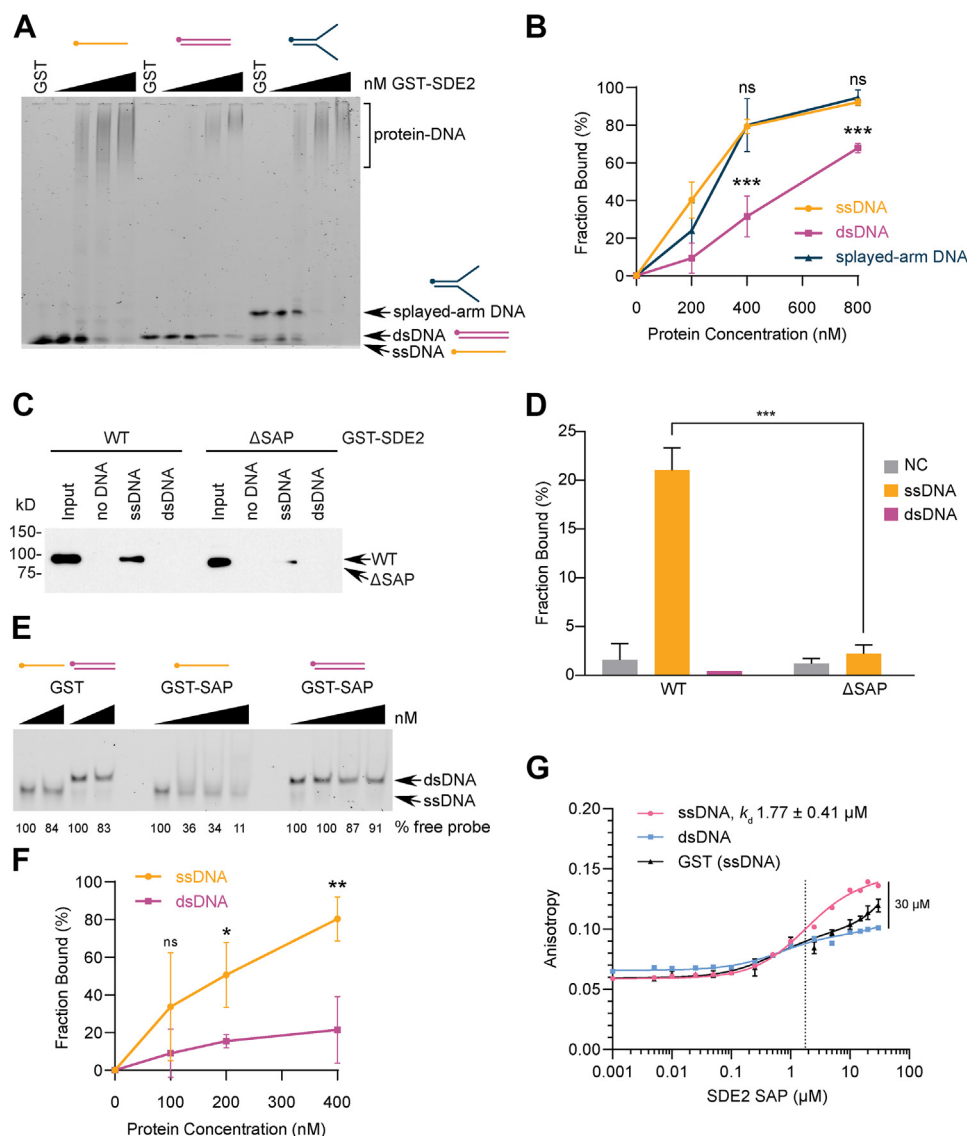 A
GST
GST
GST
nM GST-SDE2
protein-DNA
splayed-arm DNA
dsDNA
ssDNA
B
Fraction Bound (%)
100
80
60
40
20
0
ns
ns
***
***
ssDNA
dsDNA
splayed-arm DNA
0 200 400 600 800
Protein Concentration (nM)
C
WT ΔSAP GST-SDE2
kD
Input no DNA ssDNA dsDNA Input no DNA ssDNA dsDNA
150-
100-
75-
WT
ΔSAP
D
***
Fraction Bound (%)
25
20
15
10
5
0
NC
ssDNA
dsDNA
WT ΔSAP
E
GST GST-SAP GST-SAP
nM
dsDNA
ssDNA
100 84 100 83 100 36 34 11 100 100 87 91 % free probe
F
Fraction Bound (%)
100
80
60
40
20
0
ssDNA
dsDNA
ns
*
**
0 100 200 300 400
Protein Concentration (nM)
G
Anisotropy
0.20
0.15
0.10
0.05
0.00
ssDNA, kd 1.77 ± 0.41 µM
dsDNA
GST (ssDNA)
30 µM
0.001 0.01 0.1 1 10 100
SDE2 SAP (µM)